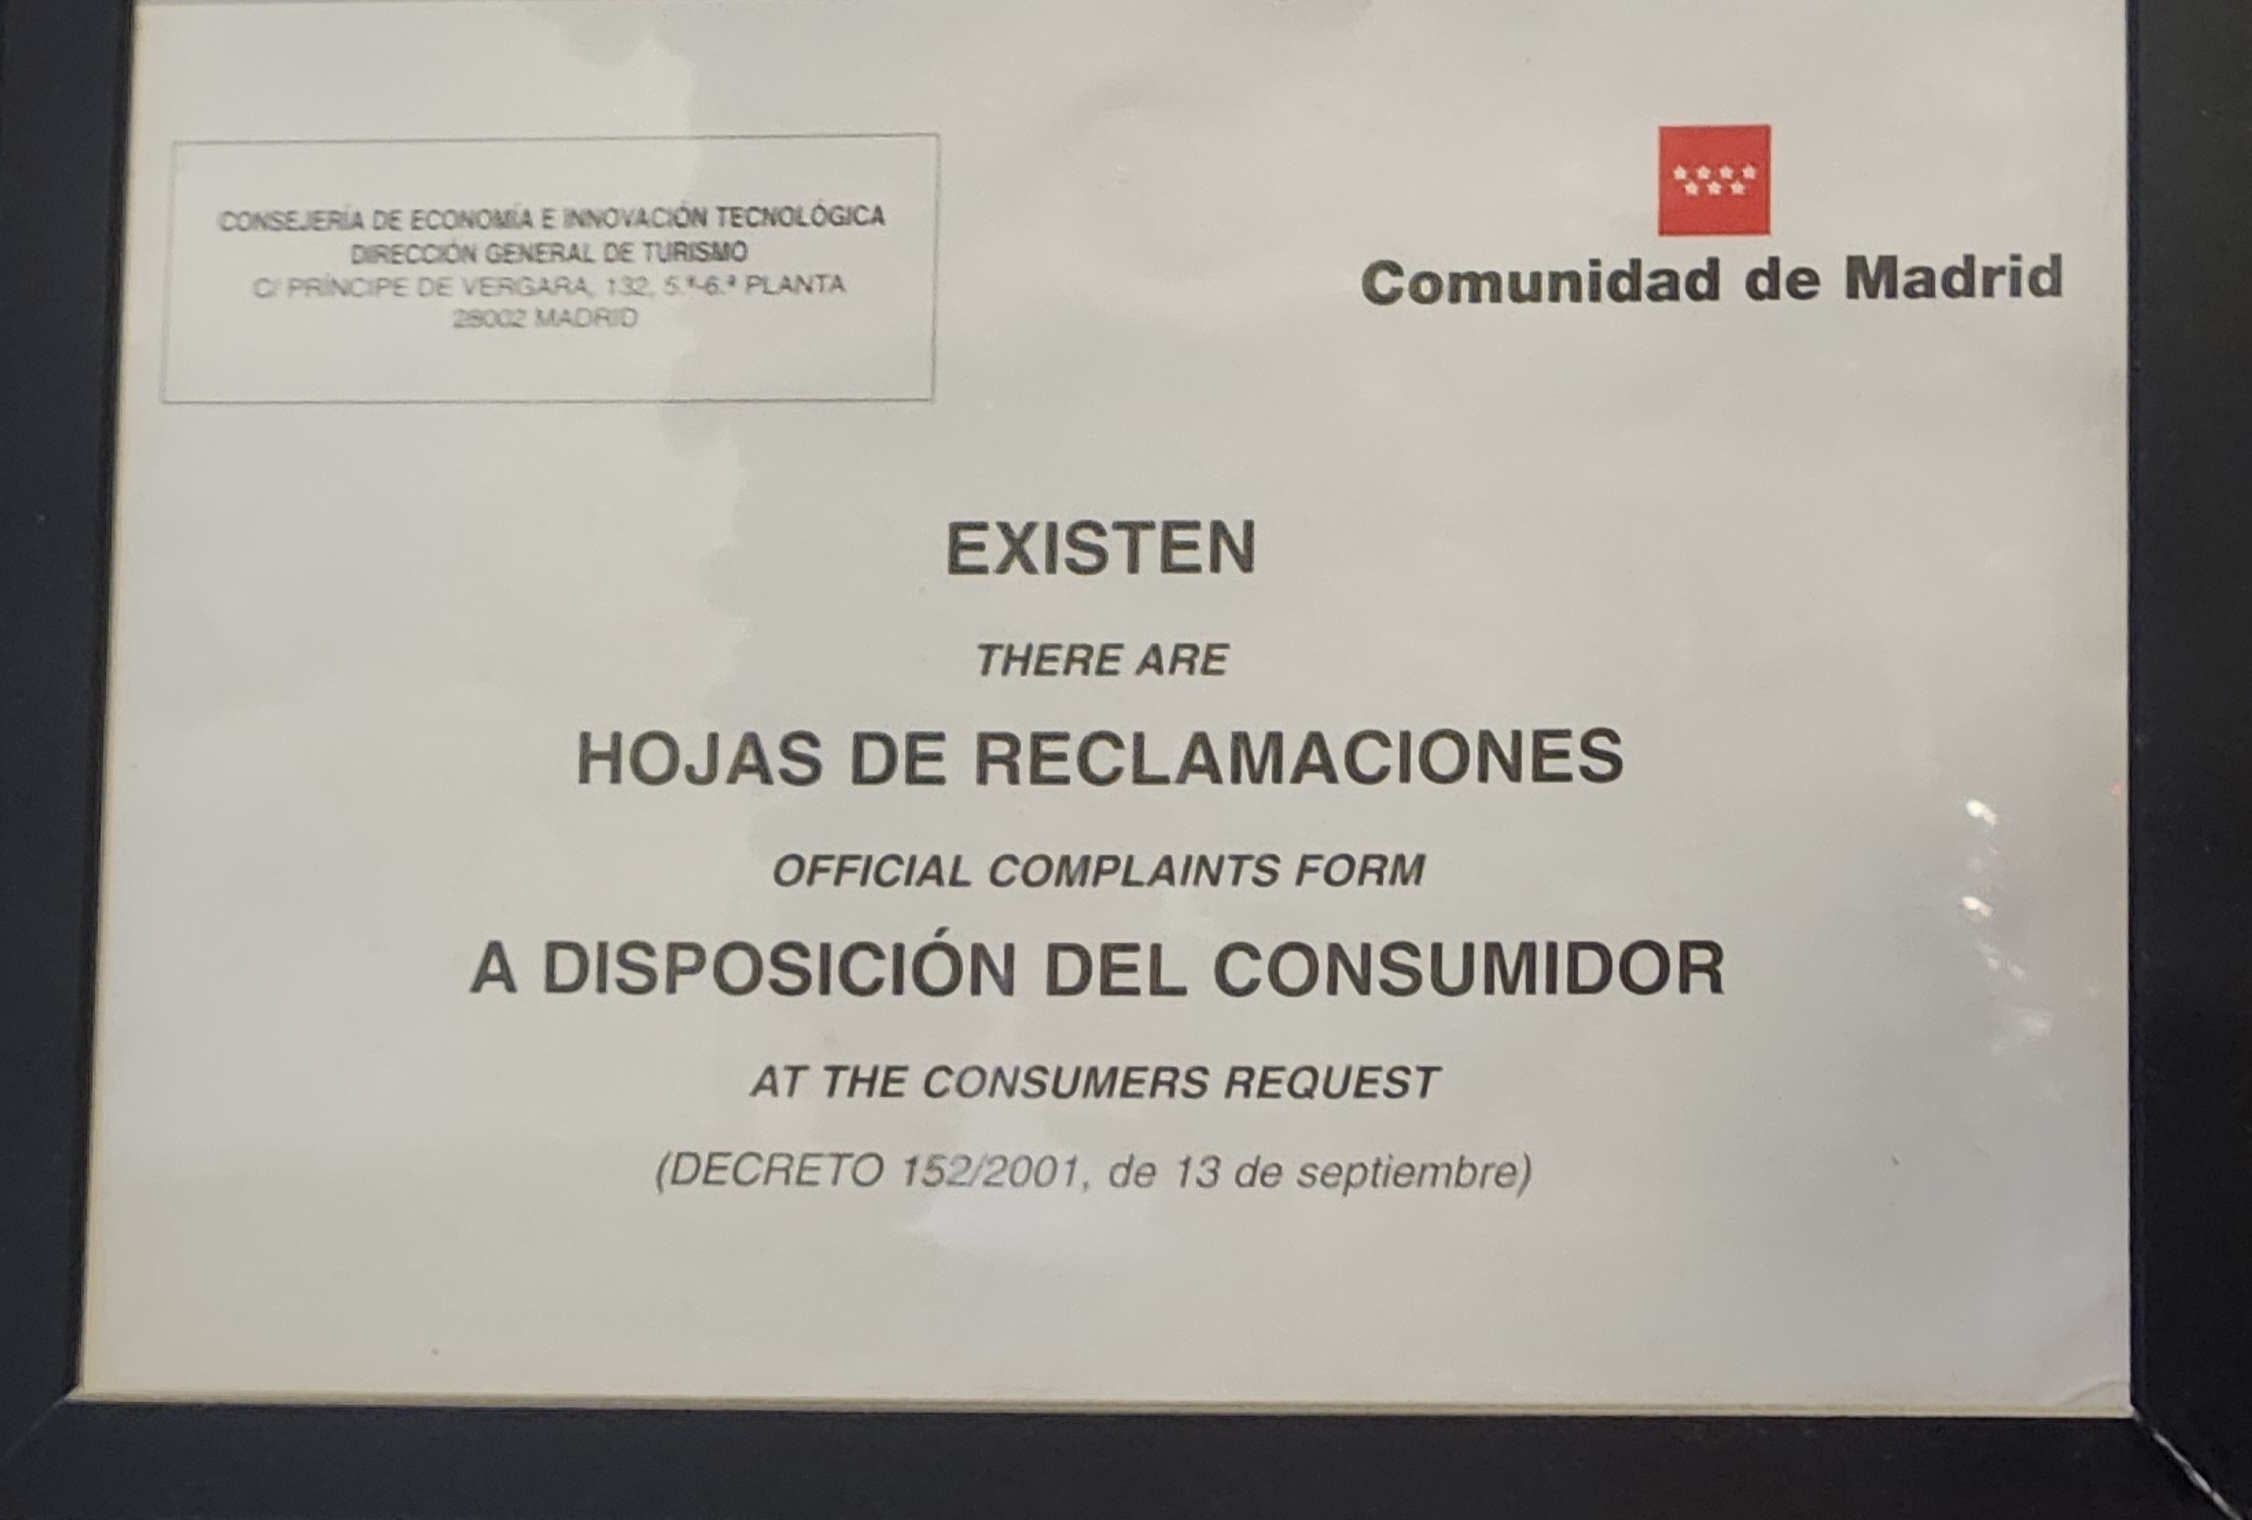 CONSEJERÍA DE ECONOMÍA E INNOVACIÓN TECNOLÓGICA
DIRECCIÓN GENERAL DE TURISMO
C/ PRÍNCIPE DE VERGARA, 132, 5.ª-6.ª PLANTA
28002 MADRID
Comunidad de Madrid
EXISTEN
THERE ARE
HOJAS DE RECLAMACIONES
OFFICIAL COMPLAINTS FORM
A DISPOSICIÓN DEL CONSUMIDOR
AT THE CONSUMERS REQUEST
(DECRETO 152/2001, de 13 de septiembre)